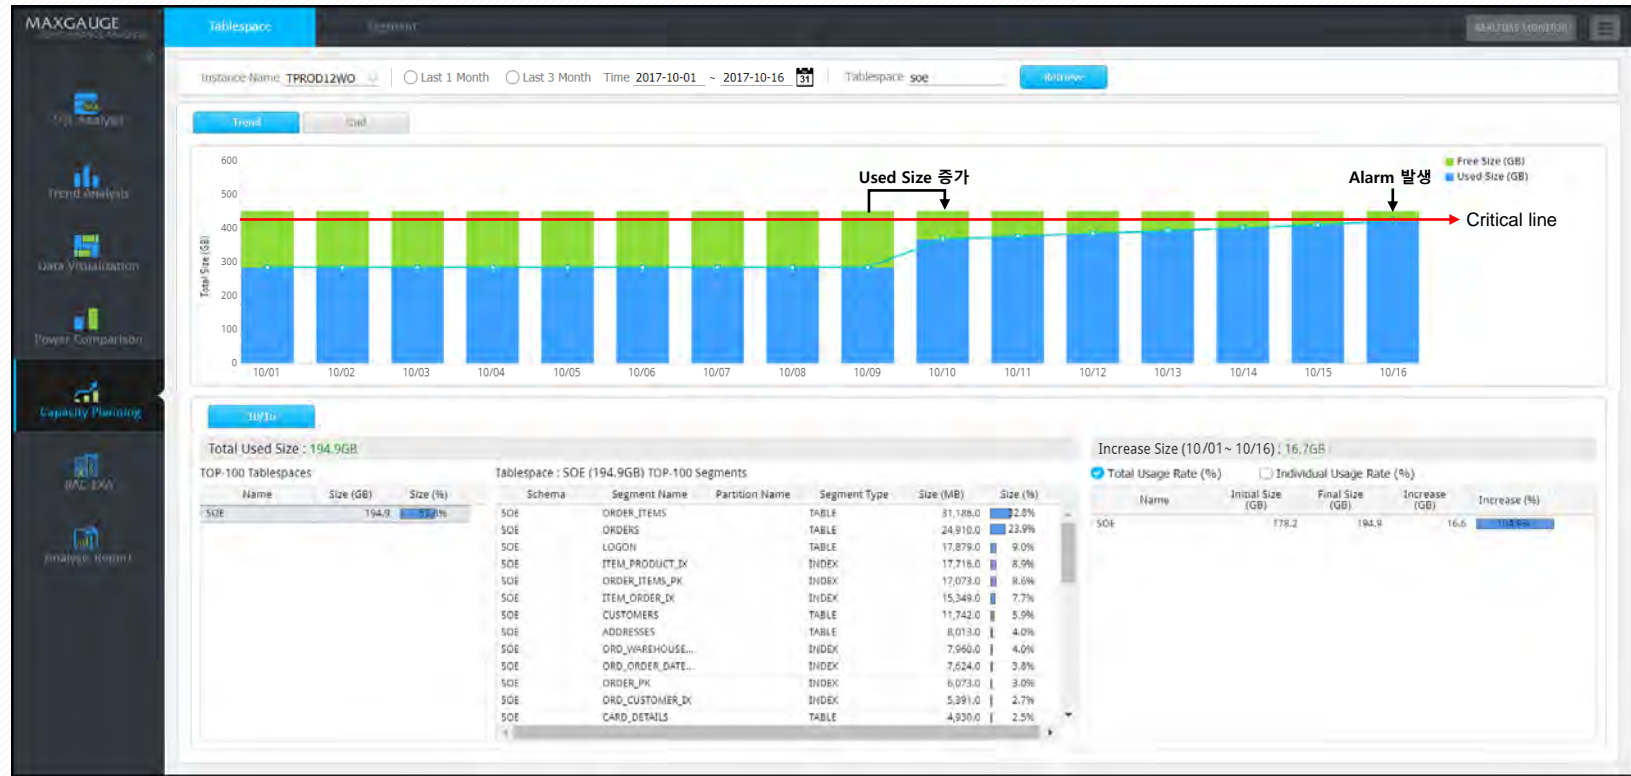 MAXGAUGE
Tablespace
Segment
REALTIME MONITOR
Instance Name TPROD12WO Last 1 Month Last 3 Month Time 2017-10-01 ~ 2017-10-16 31 Tablespace soe Retrieve
SQL Analysis
Trend Analysis
Data Visualization
Power Comparison
Capacity Planning
RAC-EXA
Analysis Report
Trend Grid
Total Size (GB)
600
500
400
300
200
100
0
Used Size 증가
Alarm 발생
Free Size (GB)
Used Size (GB)
Critical line
10/01 10/02 10/03 10/04 10/05 10/06 10/07 10/08 10/09 10/10 10/11 10/12 10/13 10/14 10/15 10/16
10/16
Total Used Size : 194.9GB
TOP-100 Tablespaces
Name Size (GB) Size (%)
SOE 194.9
Tablespace : SOE (194.9GB) TOP-100 Segments
Schema Segment Name Partition Name Segment Type Size (MB) Size (%)
SOE ORDER_ITEMS TABLE 31,186.0 32.8%
SOE ORDERS TABLE 24,910.0 23.9%
SOE LOGON TABLE 17,879.0 9.0%
SOE ITEM_PRODUCT_IX INDEX 17,716.0 8.9%
SOE ORDER_ITEMS_PK INDEX 17,073.0 8.6%
SOE ITEM_ORDER_IX INDEX 15,349.0 7.7%
SOE CUSTOMERS TABLE 11,742.0 5.9%
SOE ADDRESSES TABLE 8,013.0 4.0%
SOE ORD_WAREHOUSE... INDEX 7,960.0 4.0%
SOE ORD_ORDER_DATE... INDEX 7,624.0 3.8%
SOE ORDER_PK INDEX 6,073.0 3.0%
SOE ORD_CUSTOMER_IX INDEX 5,391.0 2.7%
SOE CARD_DETAILS TABLE 4,930.0 2.5%
Increase Size (10/01~ 10/16) : 16.7GB
Total Usage Rate (%) Individual Usage Rate (%)
Name Initial Size (GB) Final Size (GB) Increase (GB) Increase (%)
SOE 178.2 194.9 16.6